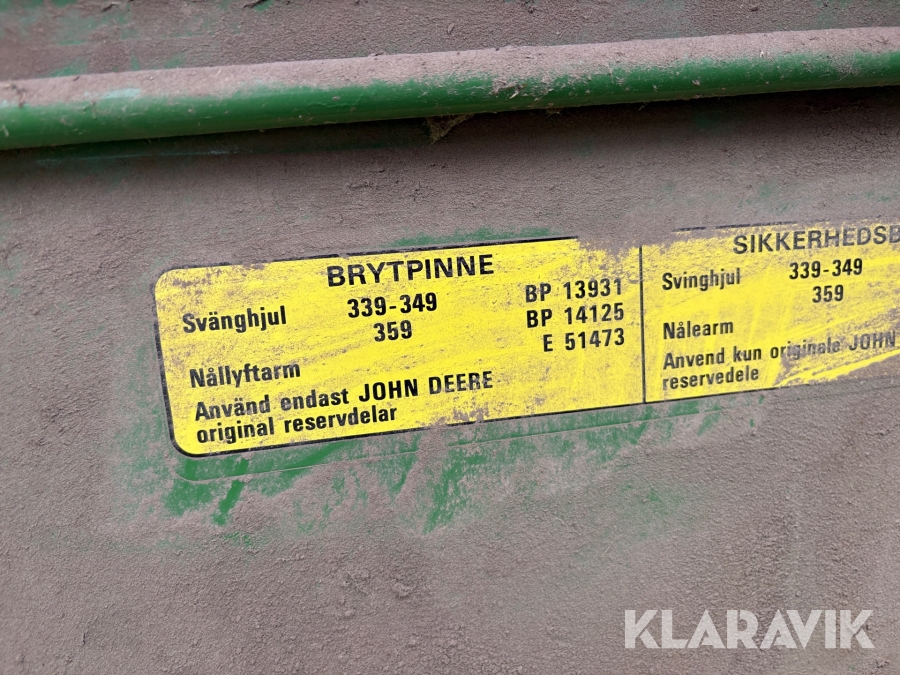 BRYTPINNE
Svänghjul 339-349 BP 13931
359 BP 14125
Nållyftarm E 51473
Använd endast JOHN DEERE
original reservdelar
SIKKERHEDSB
Svinghjul 339-349
359
Nålearm
Anvend kun originale JOHN
reservedele
KLARAVIK